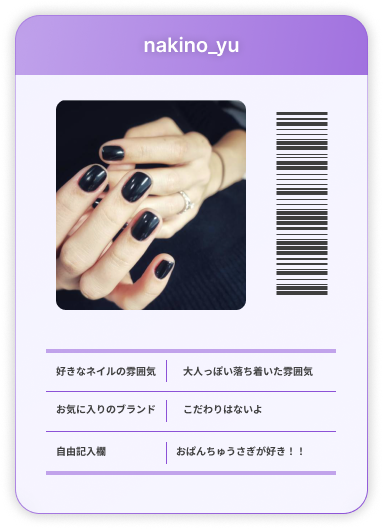 nakino_yu
好きなネイルの雰囲気 大人っぽい落ち着いた雰囲気
お気に入りのブランド こだわりはないよ
自由記入欄 おぱんちゅうさぎが好き！！